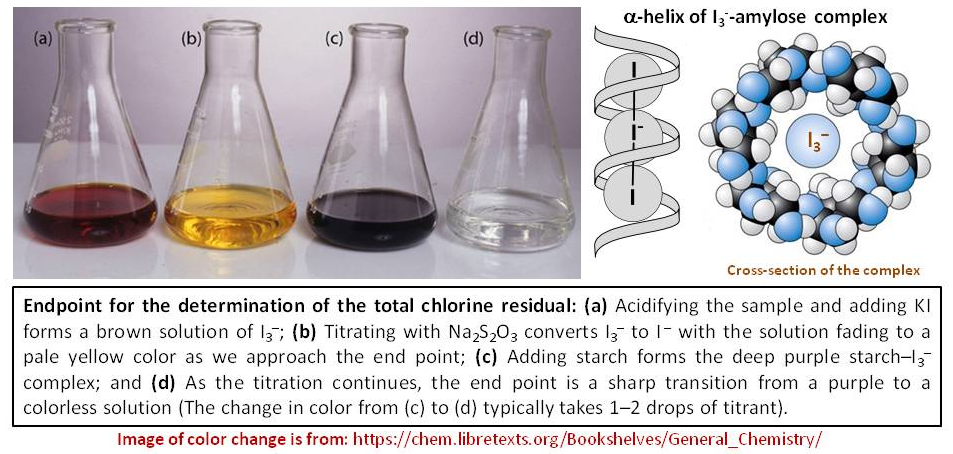 (a)
(b)
(c)
(d)
α-helix of I₃⁻-amylose complex
I
I⁻
I
I₃⁻
Cross-section of the complex
Endpoint for the determination of the total chlorine residual: (a) Acidifying the sample and adding KI
forms a brown solution of I₃⁻; (b) Titrating with Na₂S₂O₃ converts I₃⁻ to I⁻ with the solution fading to a
pale yellow color as we approach the end point; (c) Adding starch forms the deep purple starch–I₃⁻
complex; and (d) As the titration continues, the end point is a sharp transition from a purple to a
colorless solution (The change in color from (c) to (d) typically takes 1–2 drops of titrant).
Image of color change is from: https://chem.libretexts.org/Bookshelves/General_Chemistry/